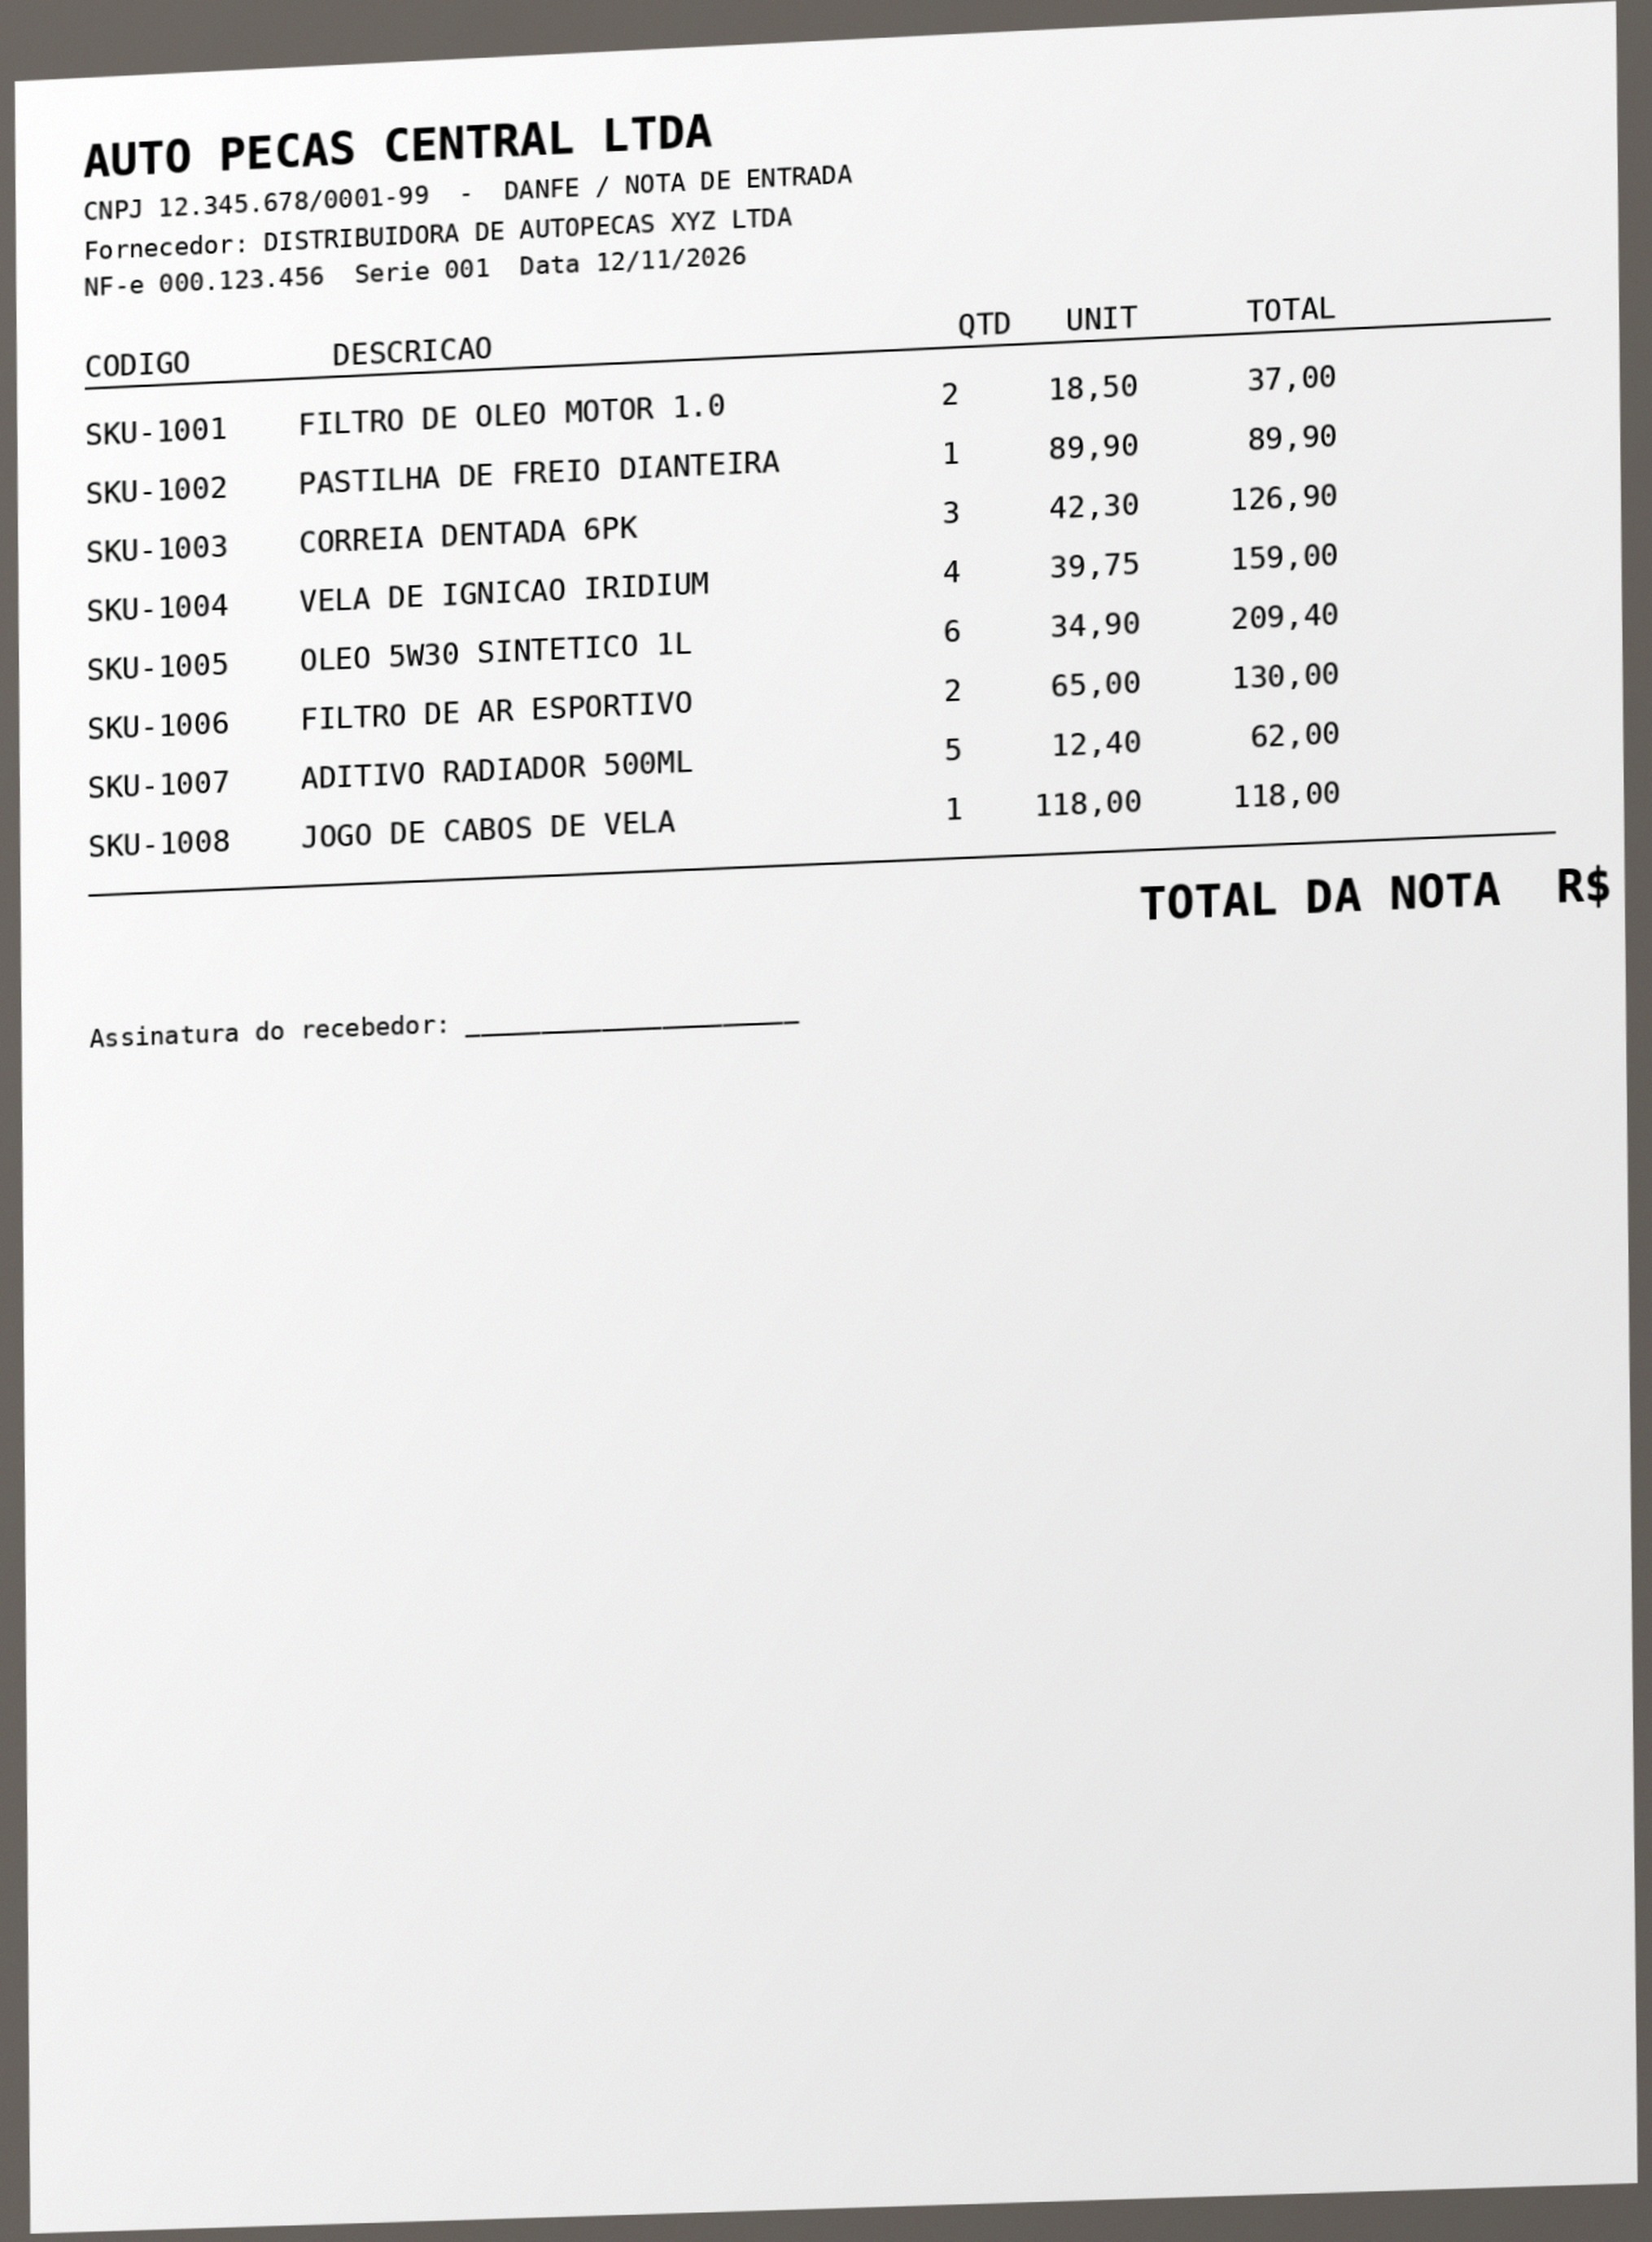 AUTO PECAS CENTRAL LTDA
CNPJ 12.345.678/0001-99 - DANFE / NOTA DE ENTRADA
Fornecedor: DISTRIBUIDORA DE AUTOPECAS XYZ LTDA
NF-e 000.123.456 Serie 001 Data 12/11/2026
CODIGO DESCRICAO QTD UNIT TOTAL
SKU-1001 FILTRO DE OLEO MOTOR 1.0 2 18,50 37,00
SKU-1002 PASTILHA DE FREIO DIANTEIRA 1 89,90 89,90
SKU-1003 CORREIA DENTADA 6PK 3 42,30 126,90
SKU-1004 VELA DE IGNICAO IRIDIUM 4 39,75 159,00
SKU-1005 OLEO 5W30 SINTETICO 1L 6 34,90 209,40
SKU-1006 FILTRO DE AR ESPORTIVO 2 65,00 130,00
SKU-1007 ADITIVO RADIADOR 500ML 5 12,40 62,00
SKU-1008 JOGO DE CABOS DE VELA 1 118,00 118,00
TOTAL DA NOTA R$
Assinatura do recebedor: ______________________